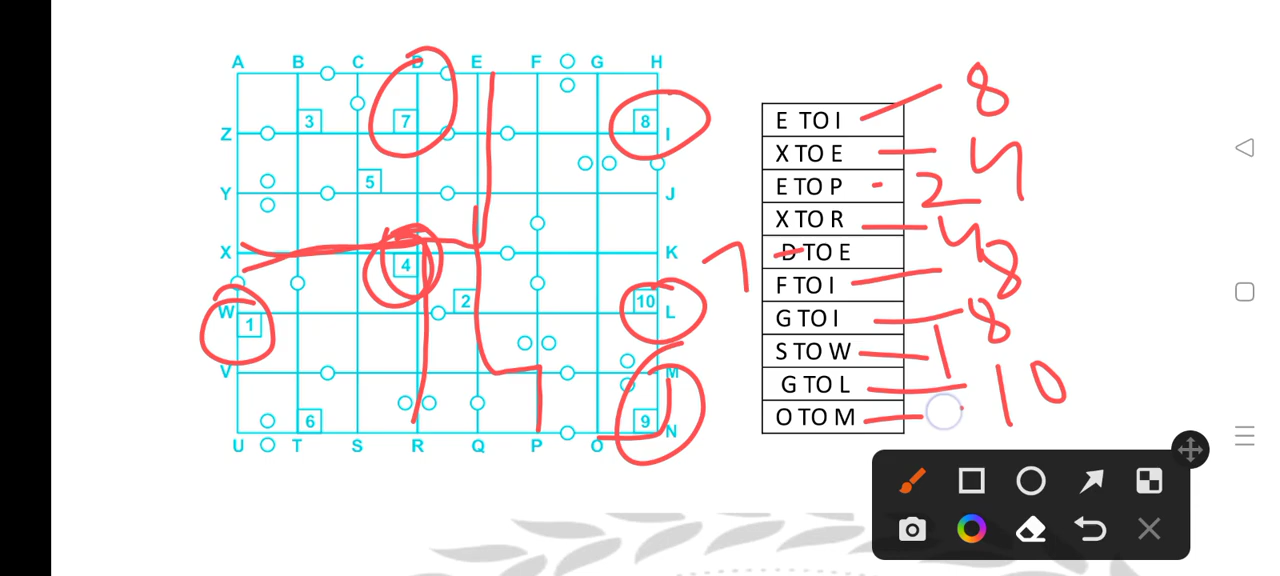 A B C D E F G H
3 7 8
Z I
5
Y J
X K
4
2 10
W L
1
V M
6 9
U T S R Q P O N
E TO I 8
X TO E 4
E TO P 2
X TO R 4
7 D TO E
F TO I 8
G TO I 8
S TO W 1
G TO L 10
O TO M